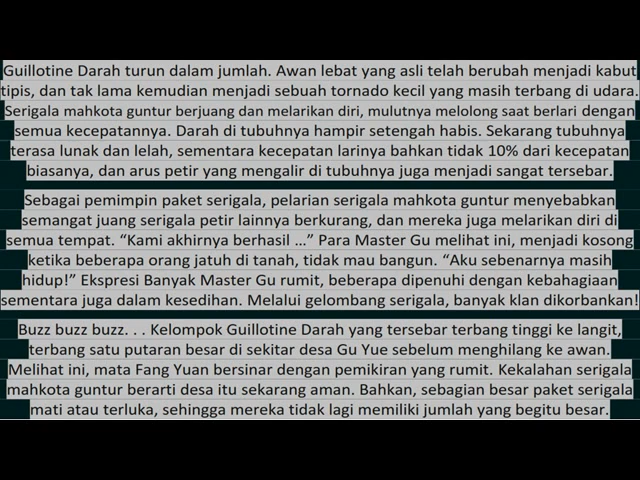 Guillotine Darah turun dalam jumlah. Awan lebat yang asli telah berubah menjadi kabut
tipis, dan tak lama kemudian menjadi sebuah tornado kecil yang masih terbang di udara.
Serigala mahkota guntur berjuang dan melarikan diri, mulutnya melolong saat berlari dengan
semua kecepatannya. Darah di tubuhnya hampir setengah habis. Sekarang tubuhnya
terasa lunak dan lelah, sementara kecepatan larinya bahkan tidak 10% dari kecepatan
biasanya, dan arus petir yang mengalir di tubuhnya juga menjadi sangat tersebar.
Sebagai pemimpin paket serigala, pelarian serigala mahkota guntur menyebabkan
semangat juang serigala petir lainnya berkurang, dan mereka juga melarikan diri di
semua tempat. “Kami akhirnya berhasil ...” Para Master Gu melihat ini, menjadi kosong
ketika beberapa orang jatuh di tanah, tidak mau bangun. “Aku sebenarnya masih
hidup!” Ekspresi Banyak Master Gu rumit, beberapa dipenuhi dengan kebahagiaan
sementara juga dalam kesedihan. Melalui gelombang serigala, banyak klan dikorbankan!
Buzz buzz buzz. . . Kelompok Guillotine Darah yang tersebar terbang tinggi ke langit,
terbang satu putaran besar di sekitar desa Gu Yue sebelum menghilang ke awan.
Melihat ini, mata Fang Yuan bersinar dengan pemikiran yang rumit. Kekalahan serigala
mahkota guntur berarti desa itu sekarang aman. Bahkan, sebagian besar paket serigala
mati atau terluka, sehingga mereka tidak lagi memiliki jumlah yang begitu besar.